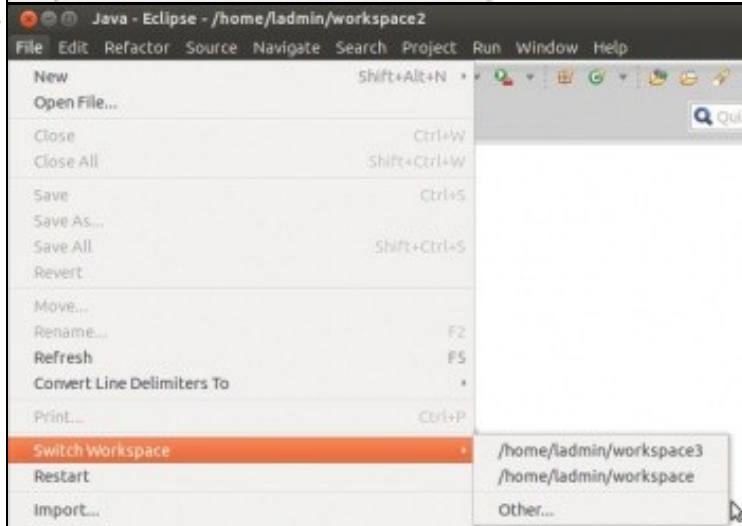 Java - Eclipse - /home/ladmin/workspace2
File Edit Refactor Source Navigate Search Project Run Window Help
New Shift+Alt+N
Open File...
Qui
Close Ctrl+W
Close All Shift+Ctrl+W
Save Ctrl+S
Save As...
Save All Shift+Ctrl+S
Revert
Move...
Rename... F2
Refresh F5
Convert Line Delimiters To
Print... Ctrl+P
Switch Workspace
/home/ladmin/workspace3
Restart
/home/ladmin/workspace
Import...
Other...